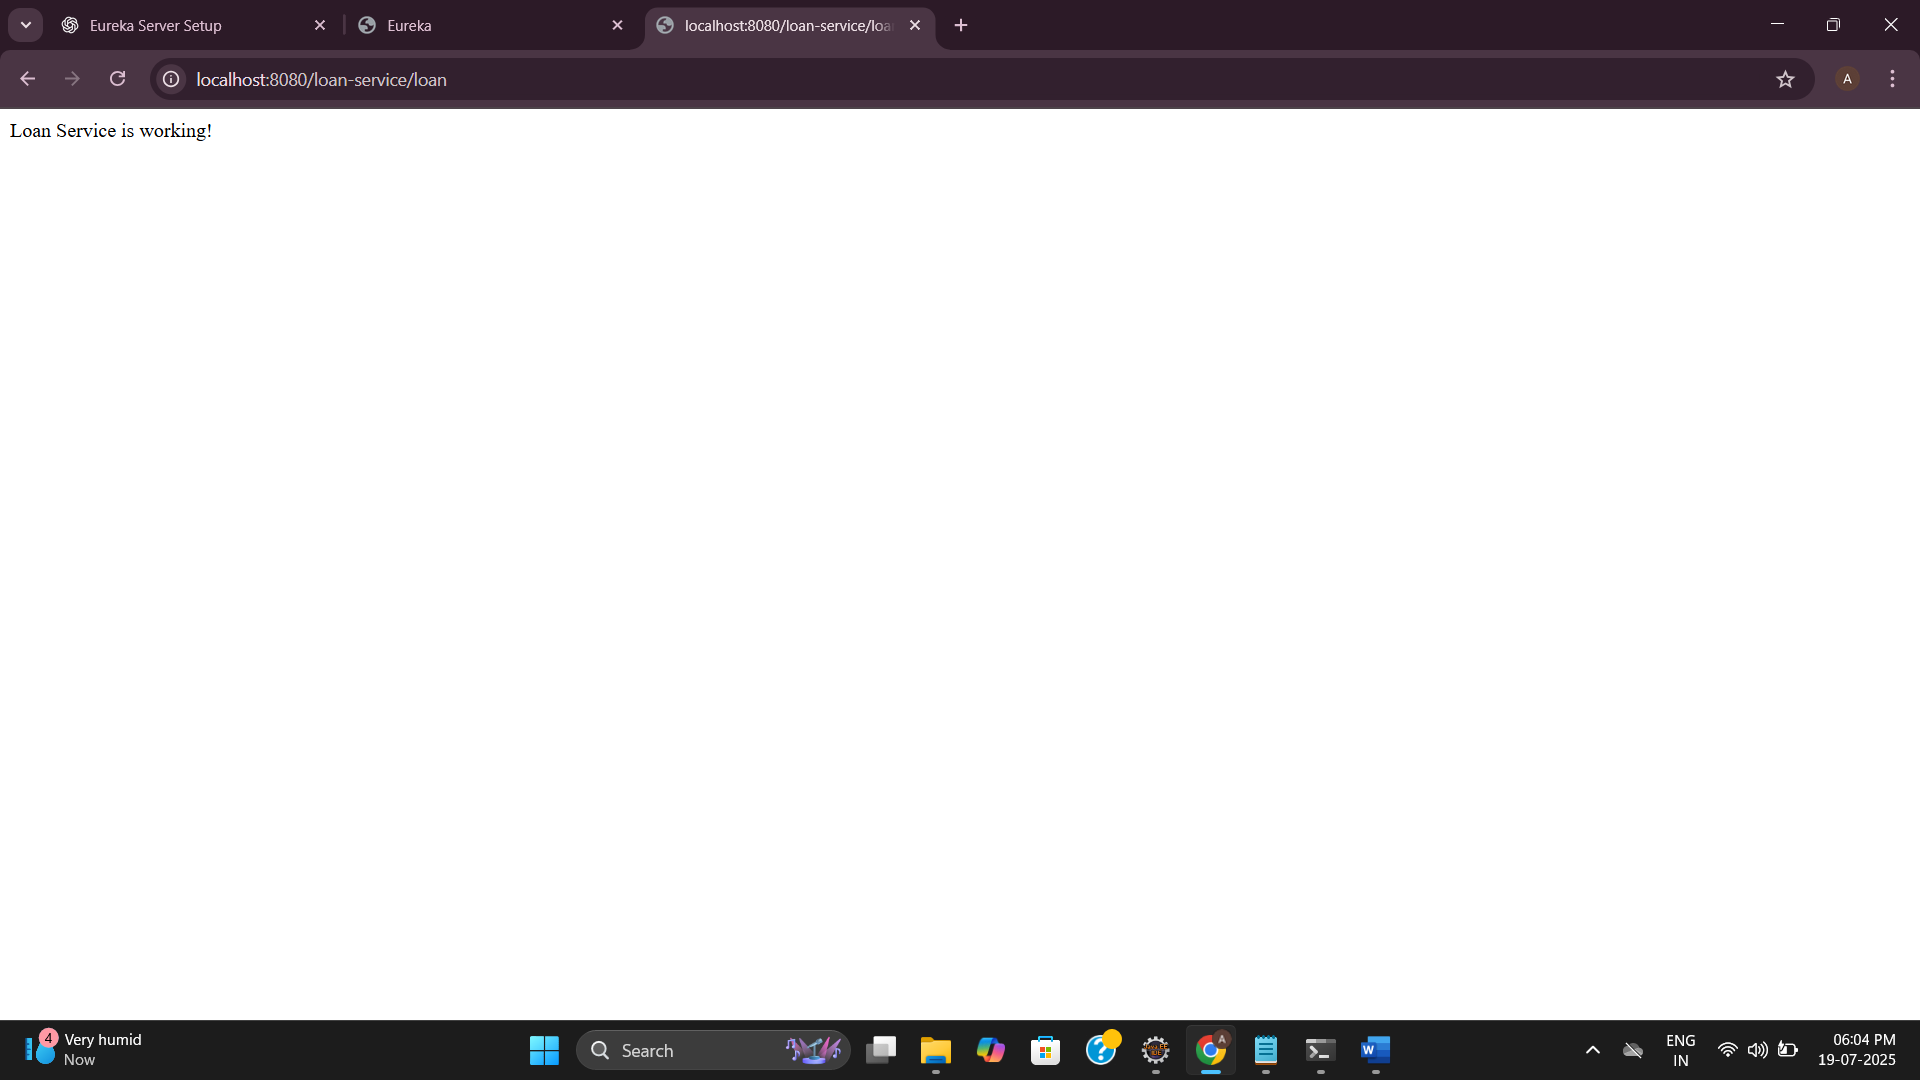 Eureka Server Setup
Eureka
localhost:8080/loan-service/loa
localhost:8080/loan-service/loan
A
Loan Service is working!
4
Very humid
Now
Search
A
W
ENG
IN
06:04 PM
19-07-2025